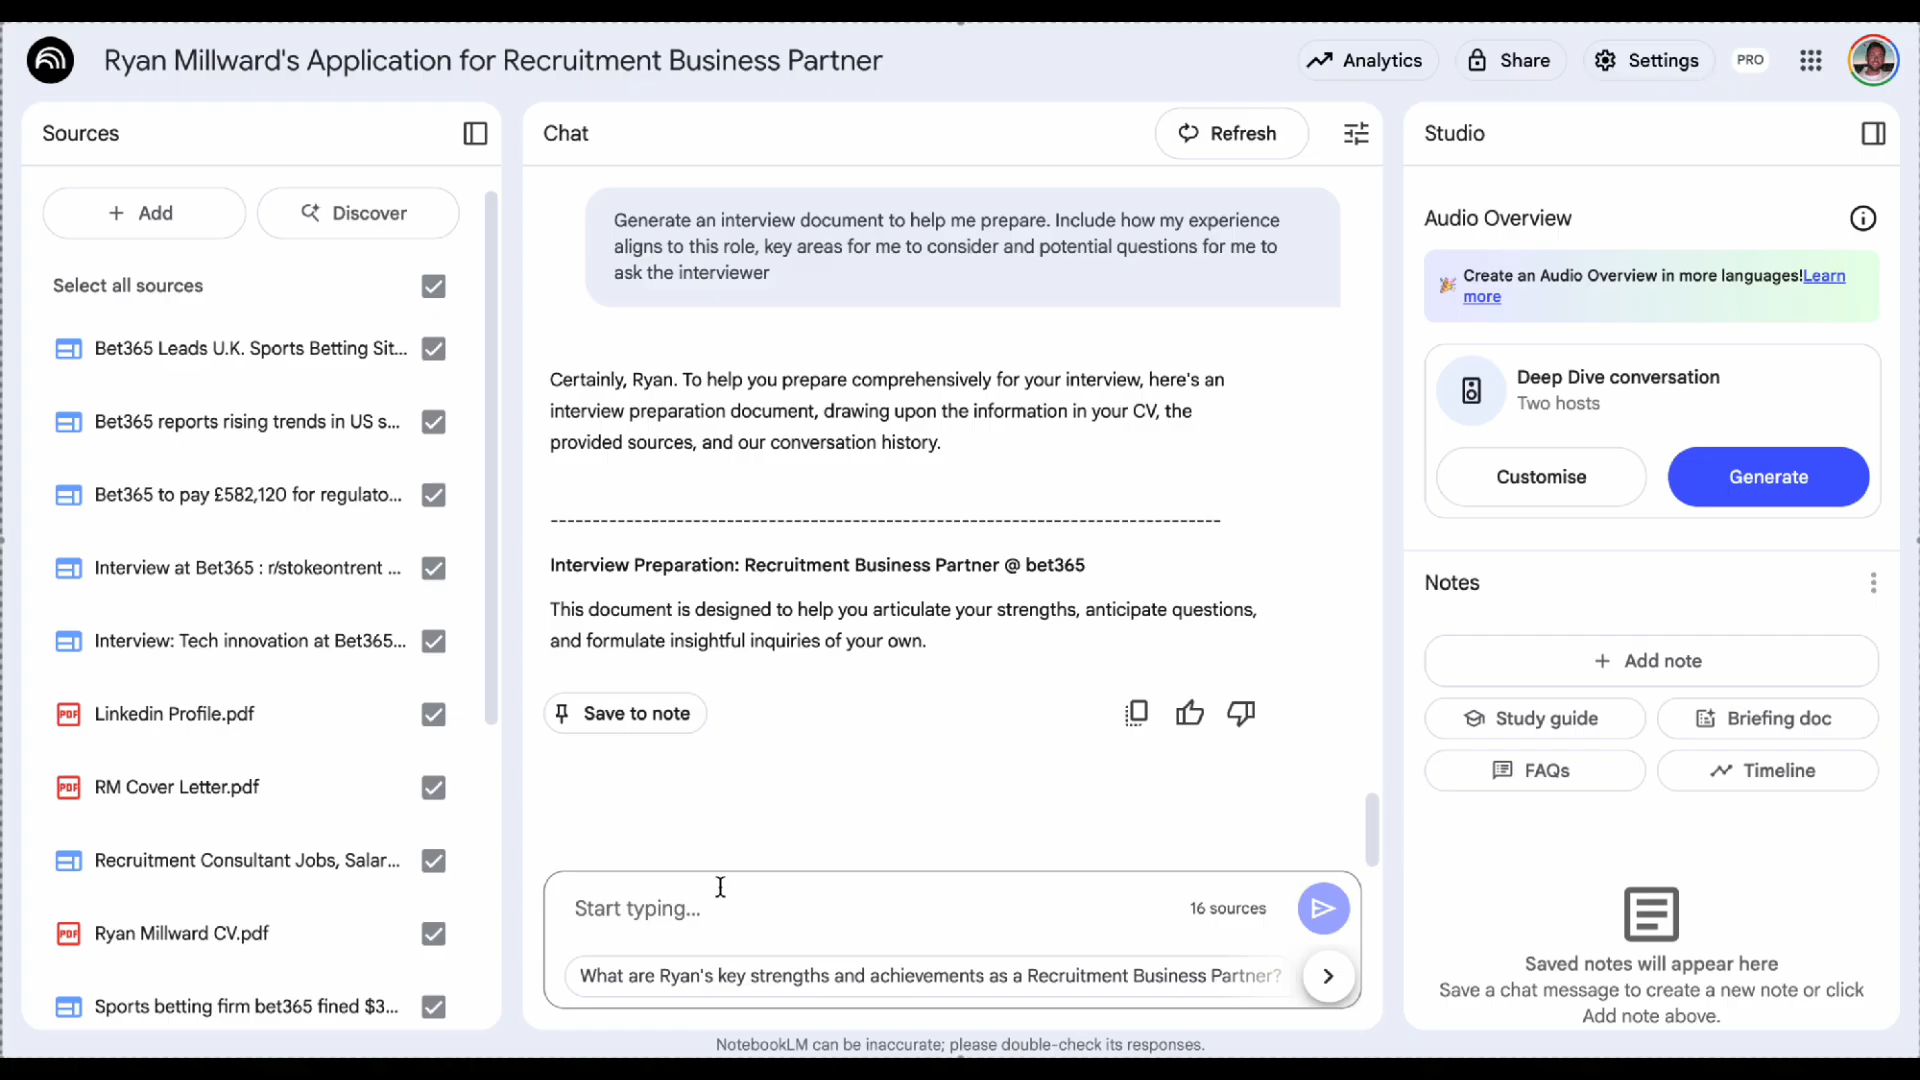 Ryan Millward's Application for Recruitment Business Partner
Analytics
Share
Settings
PRO
Sources
Add
Discover
Select all sources
Bet365 Leads U.K. Sports Betting Sit...
Bet365 reports rising trends in US s...
Bet365 to pay £582,120 for regulato...
Interview at Bet365 : r/stokeontrent ...
Interview: Tech innovation at Bet365...
PDF Linkedin Profile.pdf
PDF RM Cover Letter.pdf
Recruitment Consultant Jobs, Salar...
PDF Ryan Millward CV.pdf
Sports betting firm bet365 fined $3...
Chat
Refresh
Generate an interview document to help me prepare. Include how my experience
aligns to this role, key areas for me to consider and potential questions for me to
ask the interviewer
Certainly, Ryan. To help you prepare comprehensively for your interview, here's an
interview preparation document, drawing upon the information in your CV, the
provided sources, and our conversation history.
--------------------------------------------------------------------------------
Interview Preparation: Recruitment Business Partner @ bet365
This document is designed to help you articulate your strengths, anticipate questions,
and formulate insightful inquiries of your own.
Save to note
Start typing...
16 sources
What are Ryan's key strengths and achievements as a Recruitment Business Partner?
NotebookLM can be inaccurate; please double-check its responses.
Studio
Audio Overview
Create an Audio Overview in more languages!Learn
more
Deep Dive conversation
Two hosts
Customise
Generate
Notes
Add note
Study guide
Briefing doc
FAQs
Timeline
Saved notes will appear here
Save a chat message to create a new note or click
Add note above.